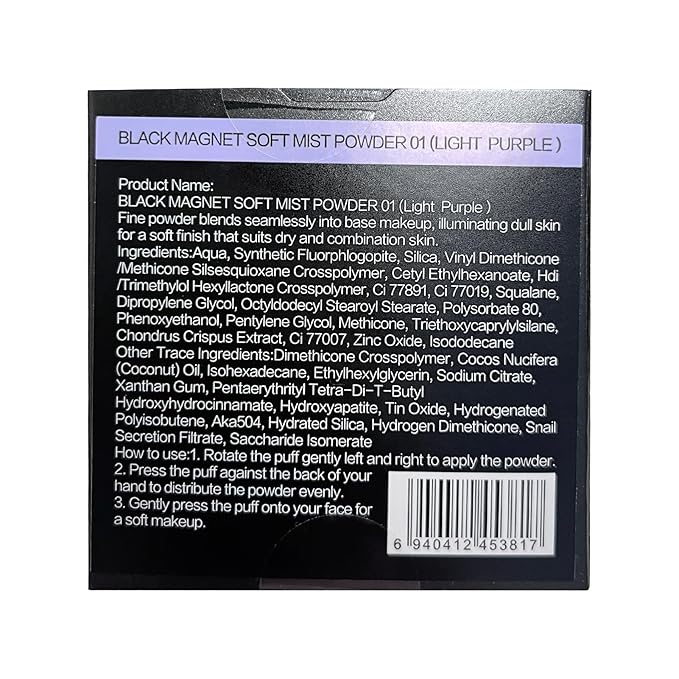 BLACK MAGNET SOFT MIST POWDER 01 (LIGHT PURPLE )
Product Name:
BLACK MAGNET SOFT MIST POWDER 01 (Light Purple )
Fine powder blends seamlessly into base makeup, illuminating dull skin
for a soft finish that suits dry and combination skin.
Ingredients:Aqua, Synthetic Fluorphlogopite, Silica, Vinyl Dimethicone
/Methicone Silsesquioxane Crosspolymer, Cetyl Ethylhexanoate, Hdi
/Trimethylol Hexyllactone Crosspolymer, Ci 77891, Ci 77019, Squalane,
Dipropylene Glycol, Octyldodecyl Stearoyl Stearate, Polysorbate 80,
Phenoxyethanol, Pentylene Glycol, Methicone, Triethoxycaprylylsilane,
Chondrus Crispus Extract, Ci 77007, Zinc Oxide, Isododecane
Other Trace Ingredients:Dimethicone Crosspolymer, Cocos Nucifera
(Coconut) Oil, Isohexadecane, Ethylhexylglycerin, Sodium Citrate,
Xanthan Gum, Pentaerythrityl Tetra-Di-T-Butyl
Hydroxyhydrocinnamate, Hydroxyapatite, Tin Oxide, Hydrogenated
Polyisobutene, Aka504, Hydrated Silica, Hydrogen Dimethicone, Snail
Secretion Filtrate, Saccharide Isomerate
How to use:1. Rotate the puff gently left and right to apply the powder.
2. Press the puff against the back of your
hand to distribute the powder evenly.
3. Gently press the puff onto your face for
a soft makeup.
6 940412 453817